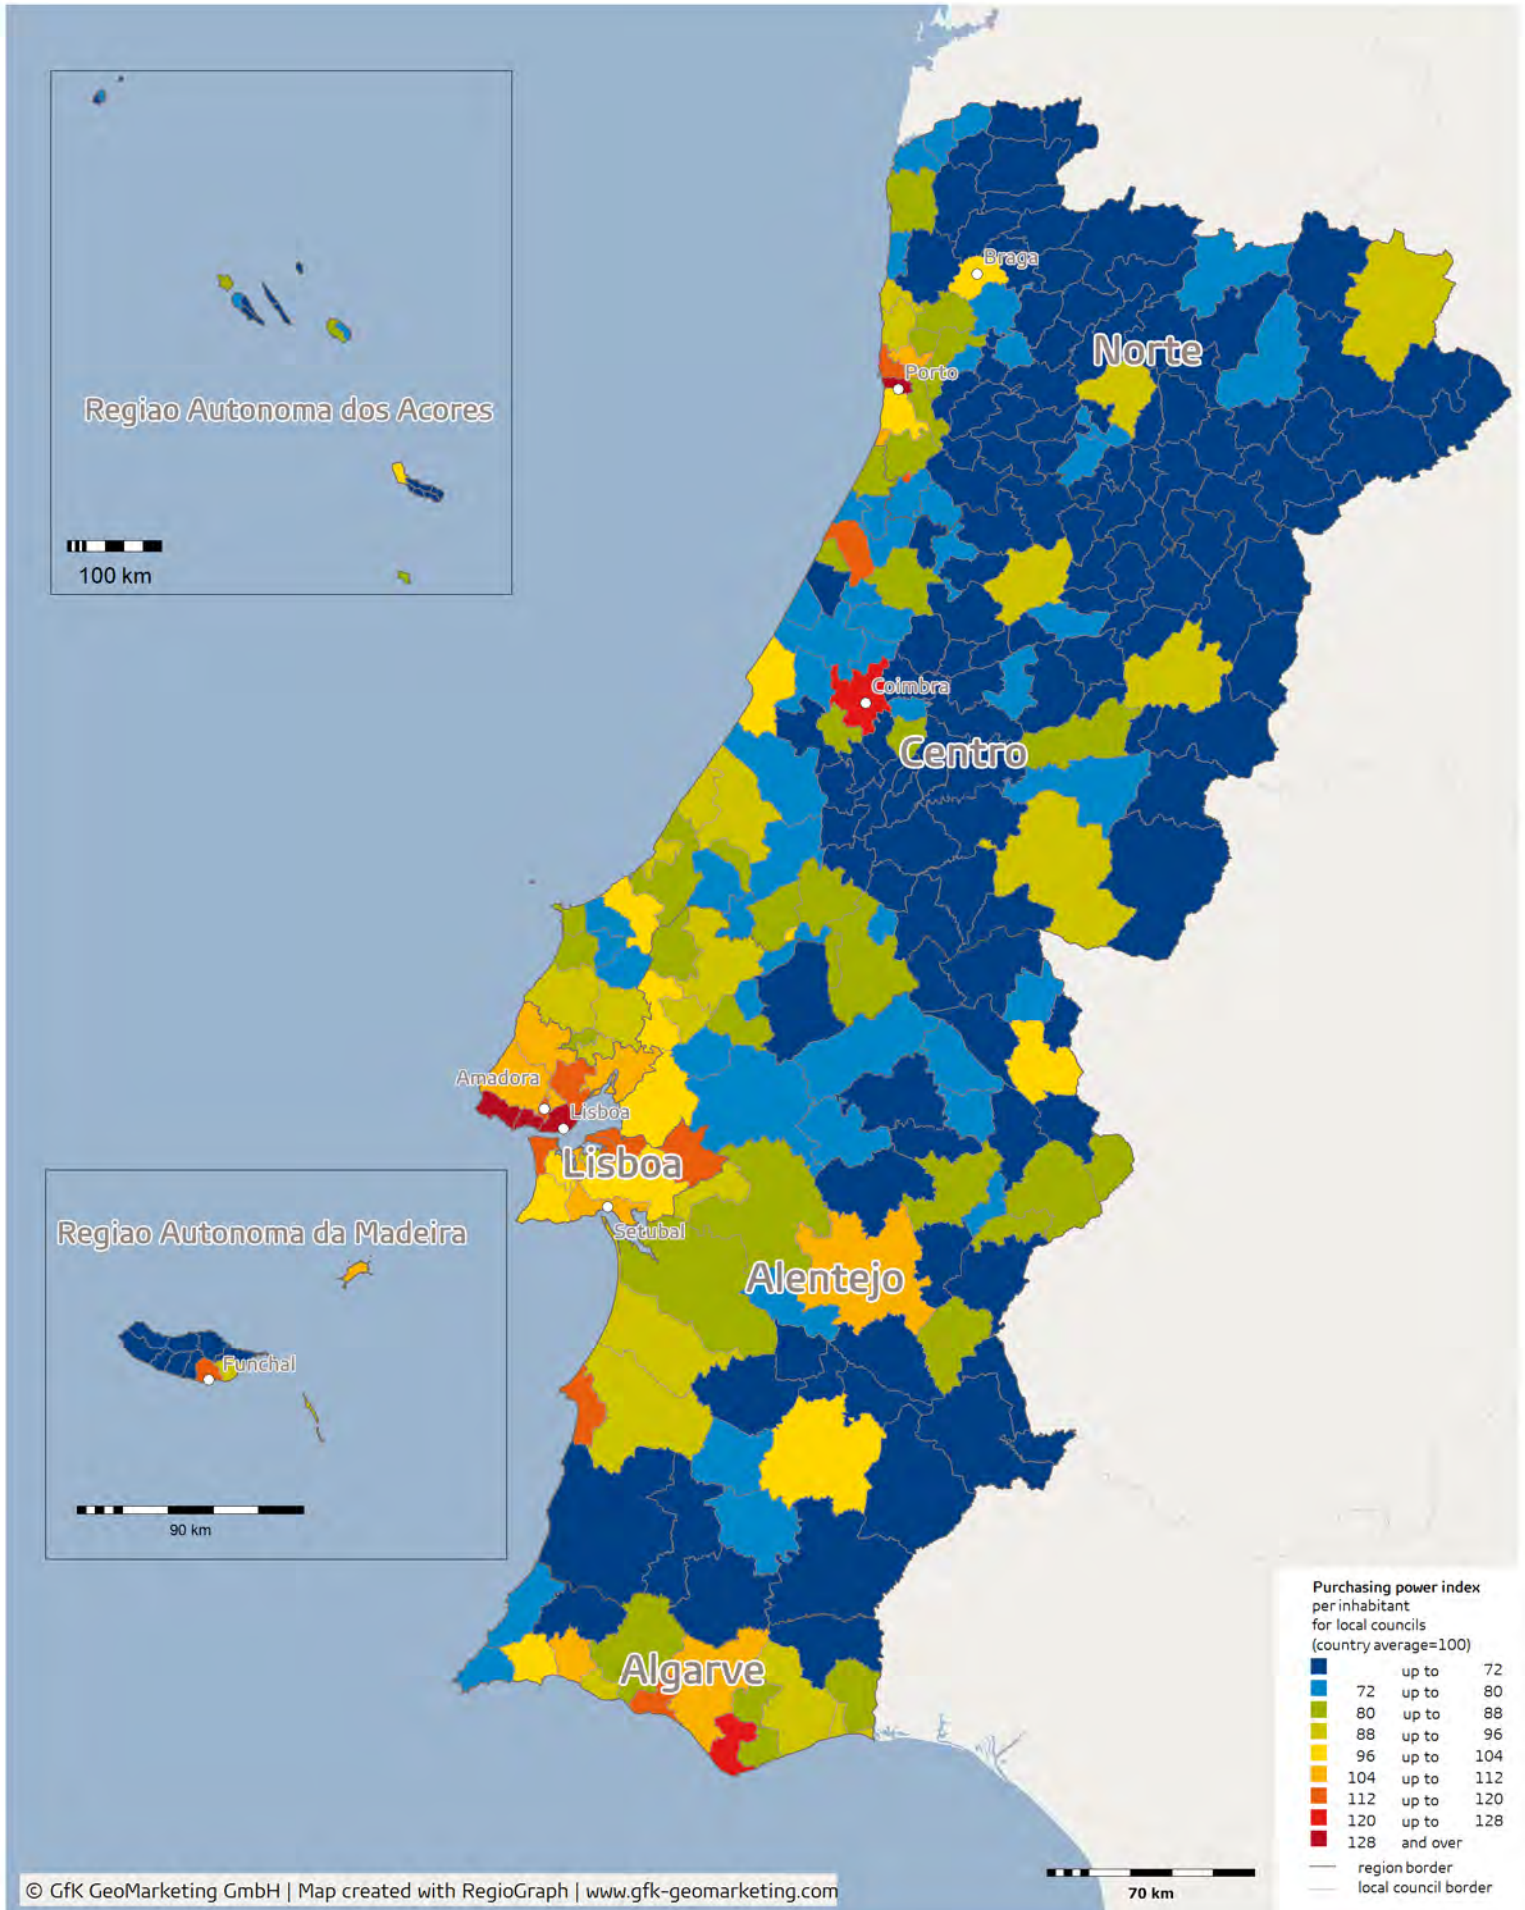 Braga
Norte
Porto
Regiao Autonoma dos Acores
100 km
Coimbra
Centro
Amadora
Lisboa
Lisboa
Setubal
Regiao Autonoma da Madeira
Alentejo
Funchal
90 km
Algarve
Purchasing power index
per inhabitant
for local councils
(country average=100)
up to 72
72 up to 80
80 up to 88
88 up to 96
96 up to 104
104 up to 112
112 up to 120
120 up to 128
128 and over
region border
local council border
70 km
© GfK GeoMarketing GmbH | Map created with RegioGraph | www.gfk-geomarketing.com